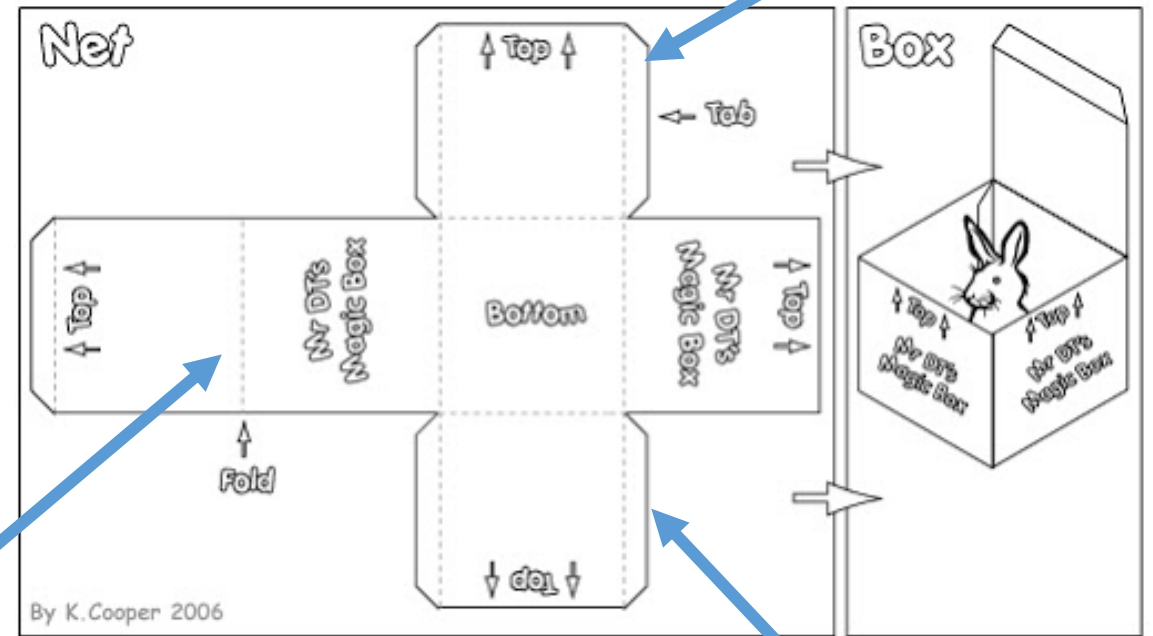 Net
Top
Tab
Top
Mr DT's
Magic Box
Bottom
Mr DT's
Magic Box
Top
Fold
Top
By K.Cooper 2006
Box
Top
Mr DT's
Magic Box
Top
Mr DT's
Magic Box